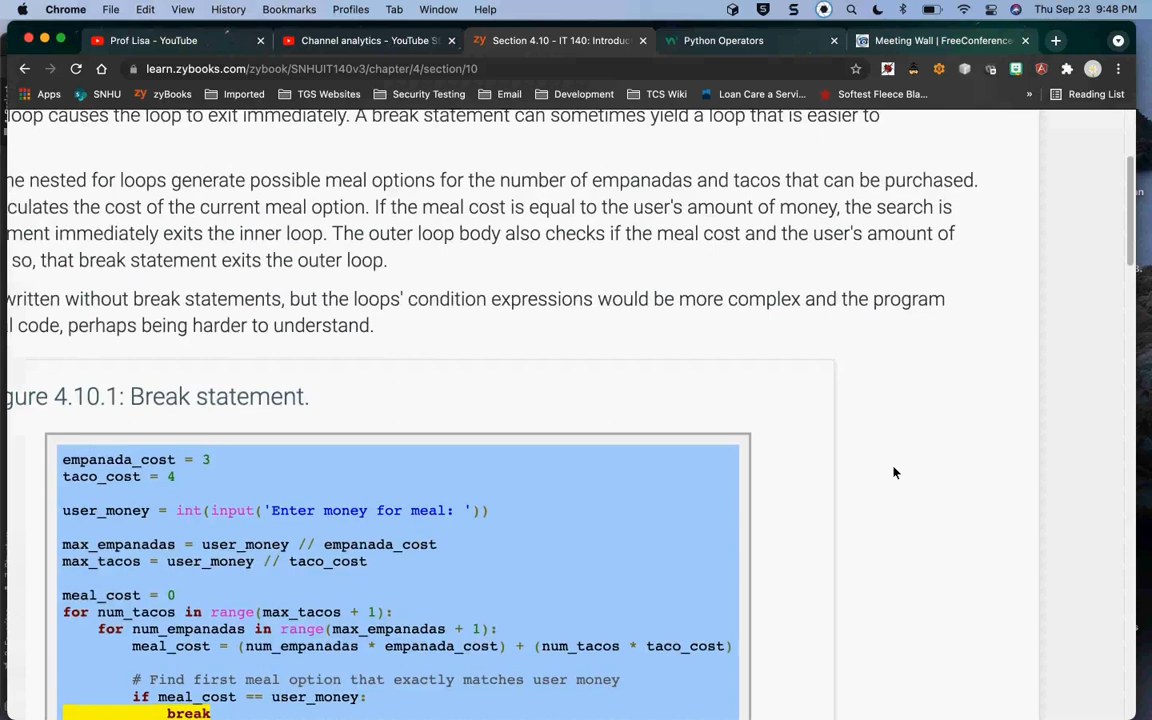 Chrome File Edit View History Bookmarks Profiles Tab Window Help Thu Sep 23 9:48 PM
Prof Lisa - YouTube Channel analytics - YouTube S Section 4.10 - IT 140: Introduc Python Operators Meeting Wall | FreeConference
learn.zybooks.com/zybook/SNHUIT140v3/chapter/4/section/10
Apps SNHU zyBooks Imported TGS Websites Security Testing Email Development TCS Wiki Loan Care a Servi... Softest Fleece Bla... » Reading List
loop causes the loop to exit immediately. A break statement can sometimes yield a loop that is easier to
ne nested for loops generate possible meal options for the number of empanadas and tacos that can be purchased.
culates the cost of the current meal option. If the meal cost is equal to the user's amount of money, the search is
ment immediately exits the inner loop. The outer loop body also checks if the meal cost and the user's amount of
so, that break statement exits the outer loop.
written without break statements, but the loops' condition expressions would be more complex and the program
l code, perhaps being harder to understand.
gure 4.10.1: Break statement.
empanada_cost = 3
taco_cost = 4
user_money = int(input('Enter money for meal: '))
max_empanadas = user_money // empanada_cost
max_tacos = user_money // taco_cost
meal_cost = 0
for num_tacos in range(max_tacos + 1):
for num_empanadas in range(max_empanadas + 1):
meal_cost = (num_empanadas * empanada_cost) + (num_tacos * taco_cost)
# Find first meal option that exactly matches user money
if meal_cost == user_money:
break